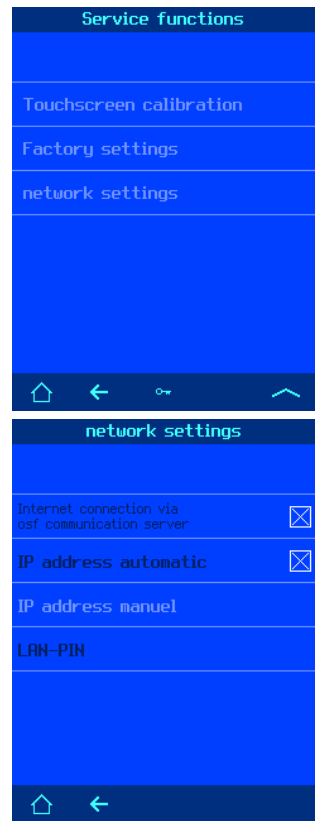 Service functions
Touchscreen calibration
Factory settings
network settings
network settings
Internet connection via
osf communication server
IP address automatic
IP address manuel
LAN-PIN